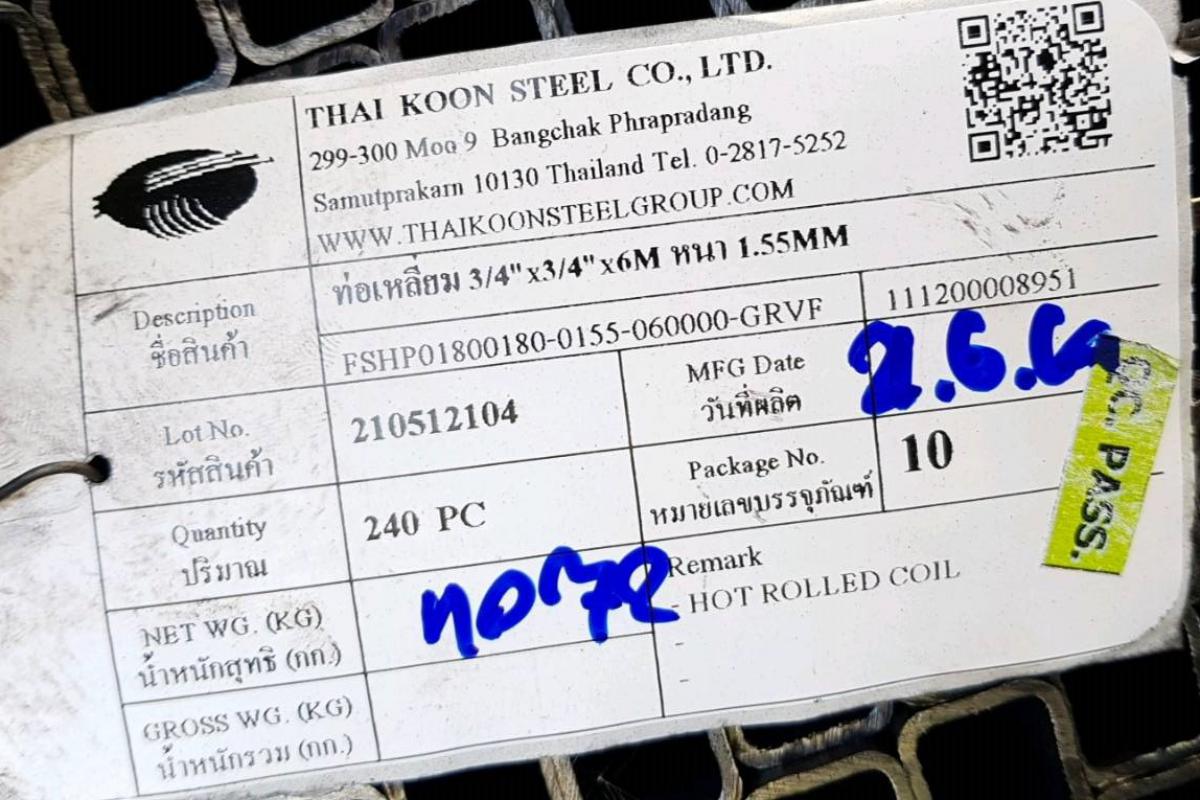 THAI KOON STEEL CO., LTD.
299-300 Moo 9 Bangchak Phrapradang
Samutprakarn 10130 Thailand Tel. 0-2817-5252
WWW.THAIKOONSTEELGROUP.COM
Description
ชื่อสินค้า
ท่อเหลี่ยม 3/4"x3/4"x6M หนา 1.55MM
FSHP01800180-0155-060000-GRVF
111200008951
Lot No.
รหัสสินค้า
210512104
MFG Date
วันที่ผลิต
Q.C. PASS.
Quantity
ปริมาณ
240 PC
Package No.
หมายเลขบรรจุภัณฑ์
10
NET WG. (KG)
น้ำหนักสุทธิ (กก.)
Remark
- HOT ROLLED COIL
-
-
GROSS WG. (KG)
น้ำหนักรวม (กก.)